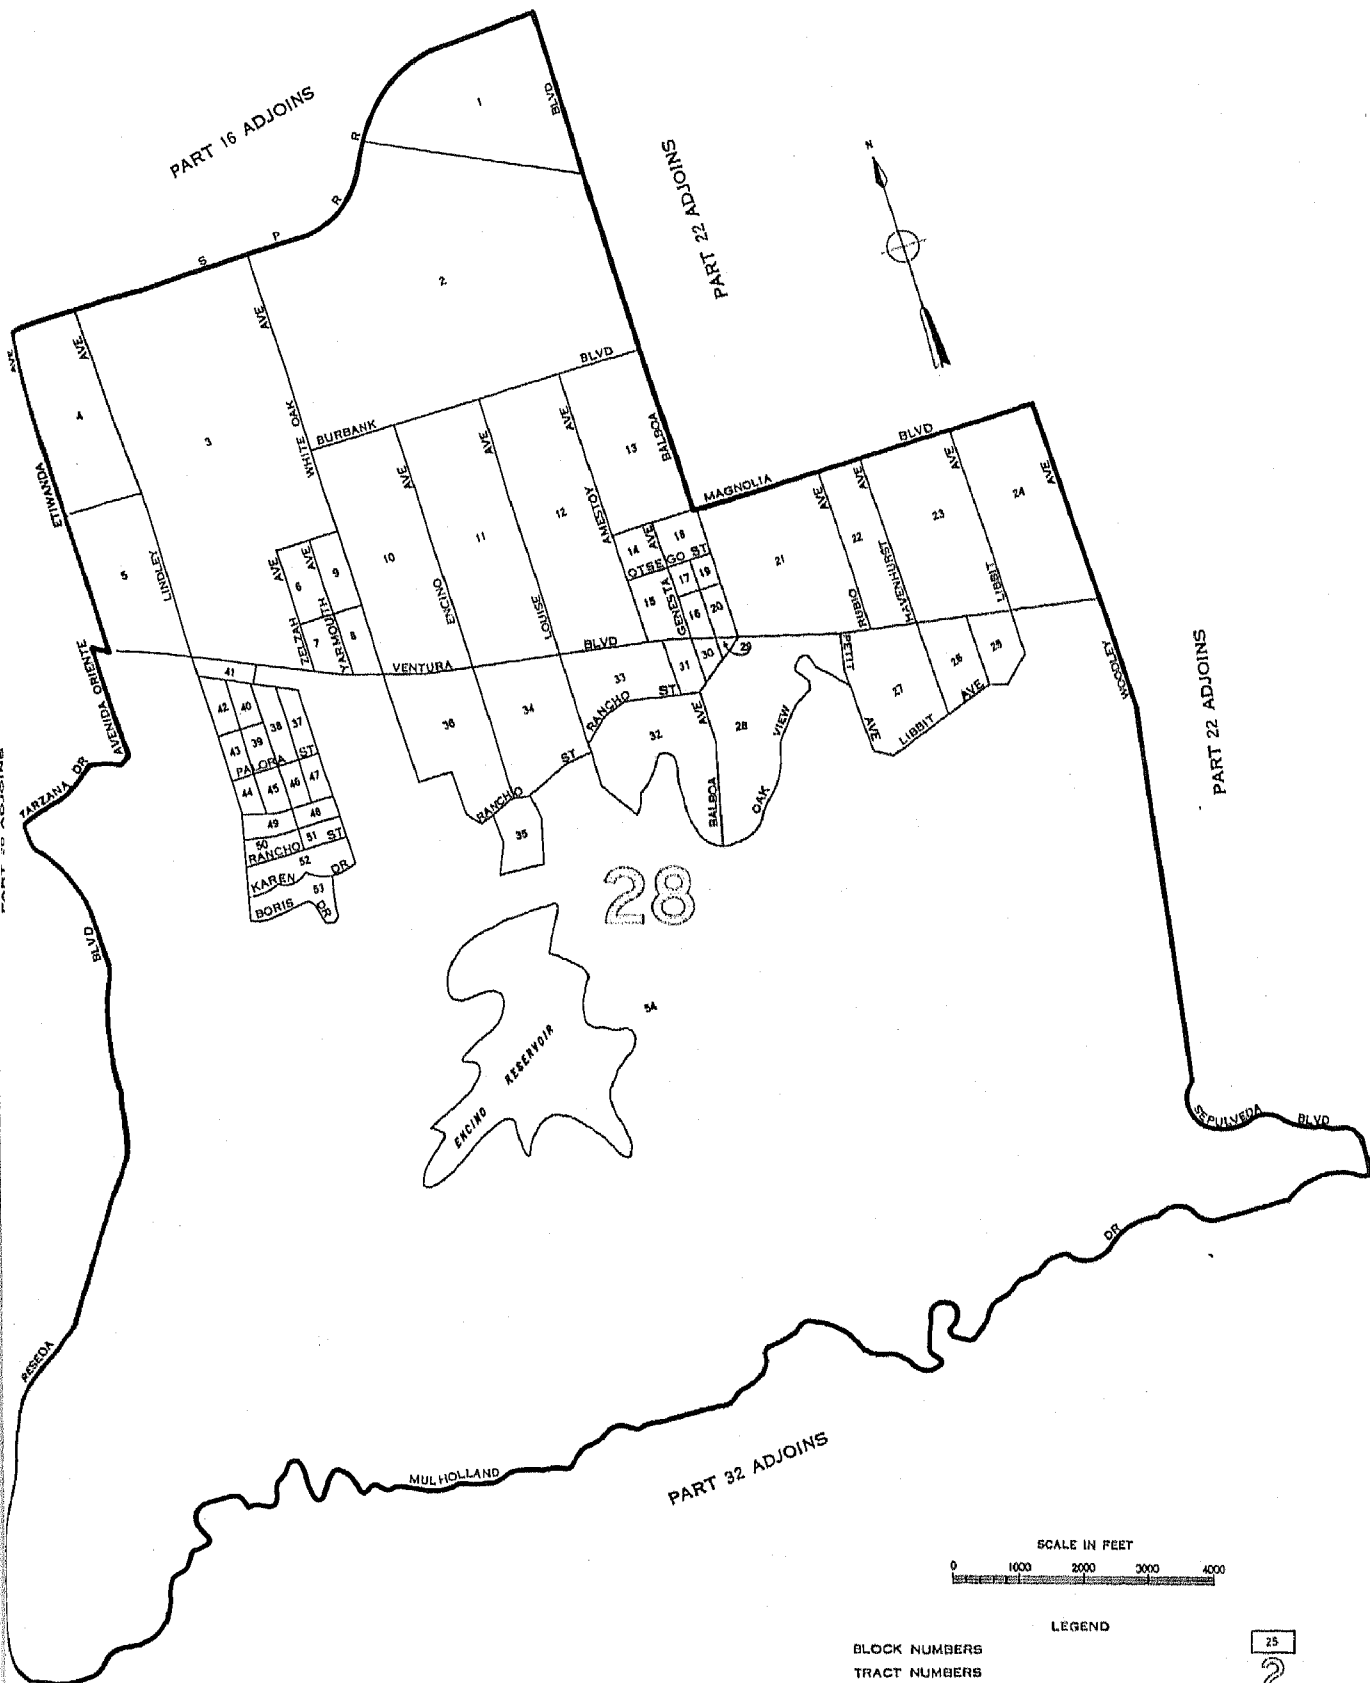 PART 16 ADJOINS
1
BLVD
PART 22 ADJOINS
N
S P R R
2
AVE
AVE
AVE
4
3
WHITE OAK
BURBANK
BLVD
AVE
AVE
AVE
13
BALBOA
MAGNOLIA
BLVD
AVE
AVE
AVE
AVE
ETIWANDA
LINDLEY
5
10
11
12
AMESTOY
14
AVE
18
OTSEGO ST
21
22
23
24
AVE
6
AVE
9
ENCINO
LOUISE
15
GENESTA
17
19
16
20
RUBIO
HAVENHURST
LIBBIT
ZELZAH
7
YARMOUTH
8
VENTURA
BLVD
AVENIDA ORIENTE
41
33
31
30
29
PETIT
26
25
WOODLEY
PART 22 ADJOINS
42
40
38
37
36
34
RANCHO
ST
32
AVE
28
VIEW
27
AVE
LIBBIT
AVE
43
39
PALORA ST
44
45
46
47
ST
RANCHO
BALBOA
OAK
TARZANA DR
49
48
50
51
RANCHO ST
35
52
KAREN DR
53
BORIS DR
28
BLVD
54
ENCINO RESERVOIR
SEPULVEDA BLVD
DR
RESEDA
MULHOLLAND
PART 32 ADJOINS
SCALE IN FEET
0 1000 2000 3000 4000
LEGEND
BLOCK NUMBERS 25
TRACT NUMBERS 2